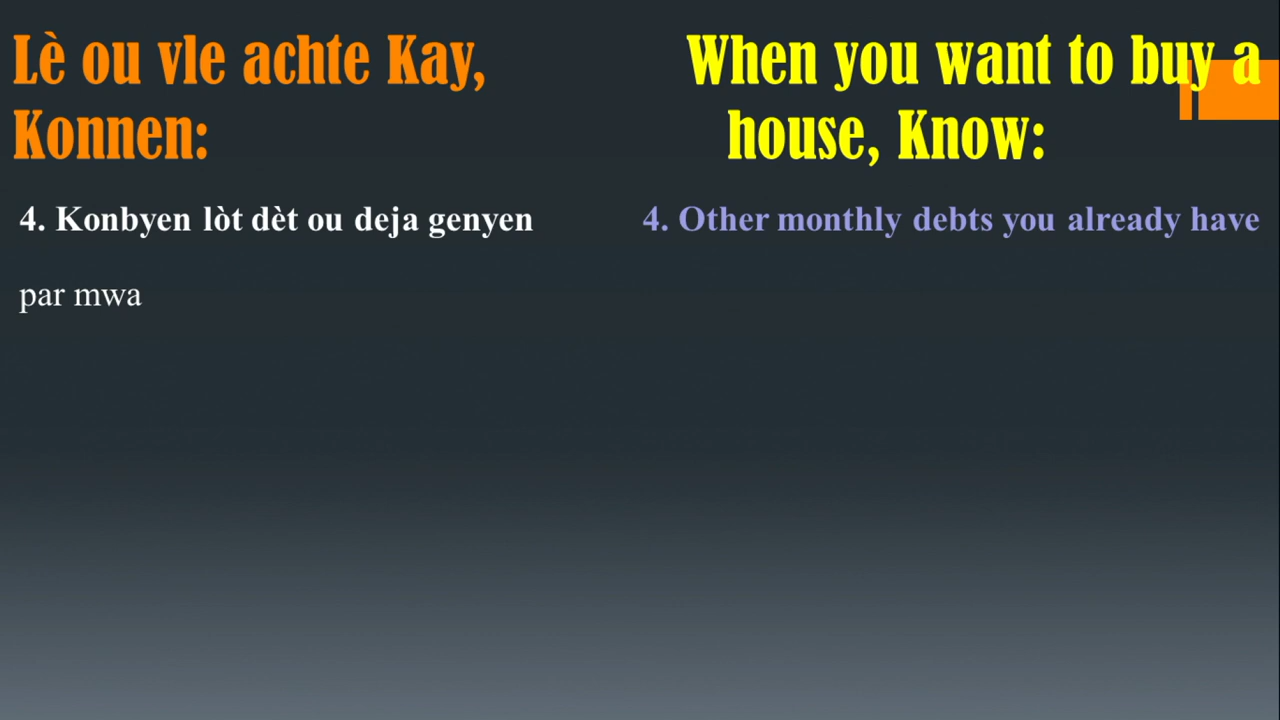 Lè ou vle achte Kay,
Konnen:
When you want to buy a
house, Know:
4. Konbyen lòt dèt ou deja genyen
par mwa
4. Other monthly debts you already have